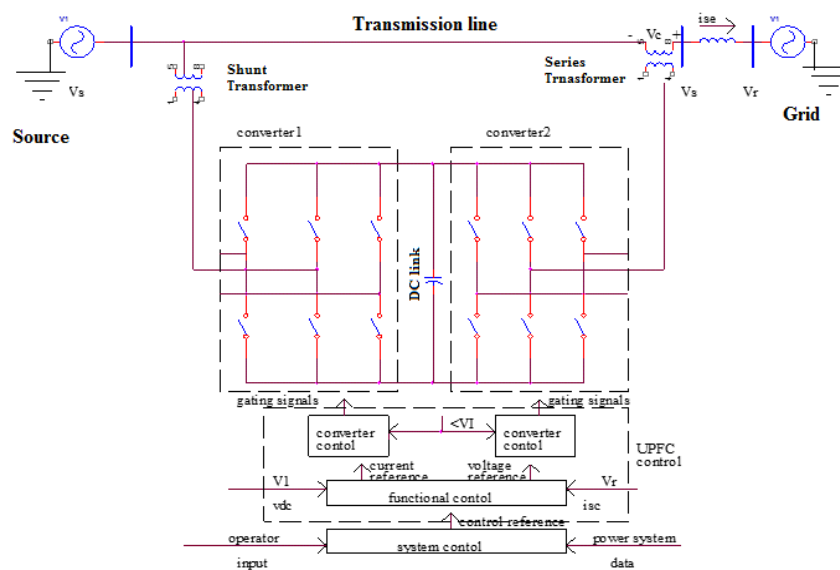 Transmission line
V1
ise
V1
- Vc +
Shunt
Transformer
Series
Trnasformer
Vs
Vs
Vr
Source
Grid
converter1
converter2
DC link
gating signals
gating signals
<VI
converter
contol
converter
contol
UPFC
control
current
reference
voltage
reference
V1
Vr
functional contol
vdc
isc
control reference
operator
power system
system contol
input
data